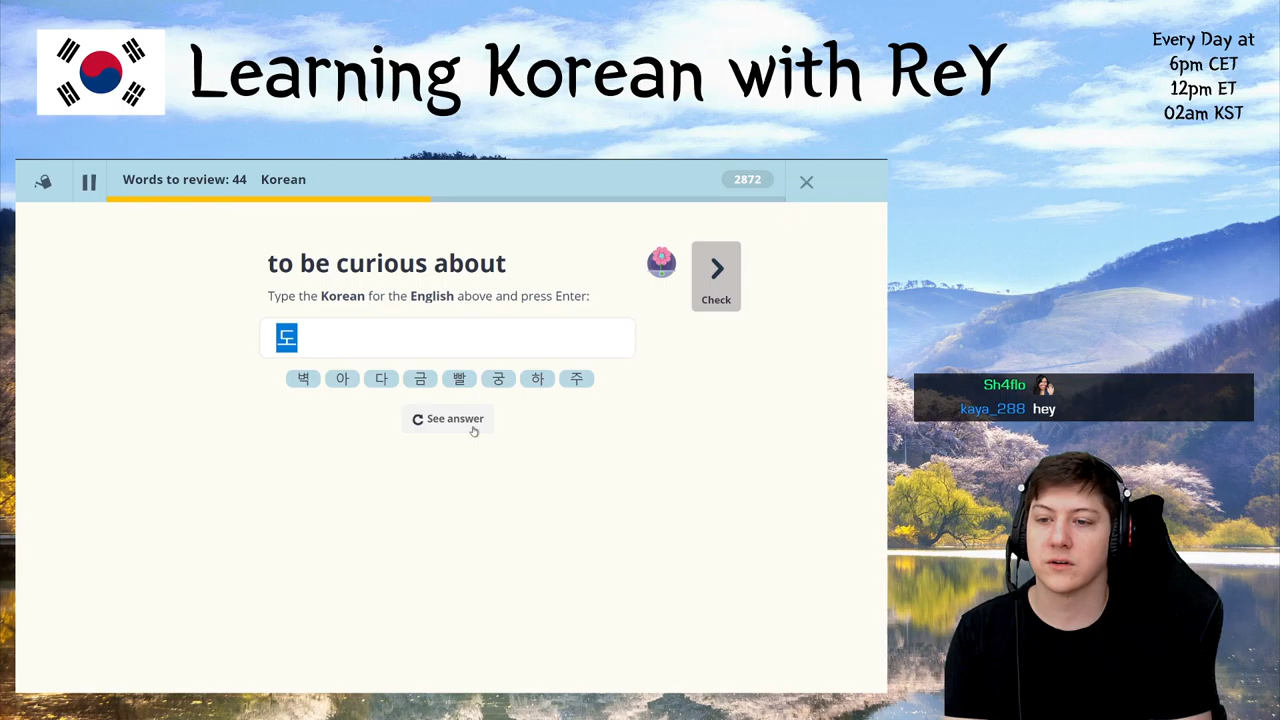 Learning Korean with ReY
Every Day at
6pm CET
12pm ET
02am KST
Words to review: 44 Korean 2872
to be curious about
Type the Korean for the English above and press Enter:
Check
도
벽 아 다 금 빨 궁 하 주
See answer
Sh4flo
kaya_288 hey